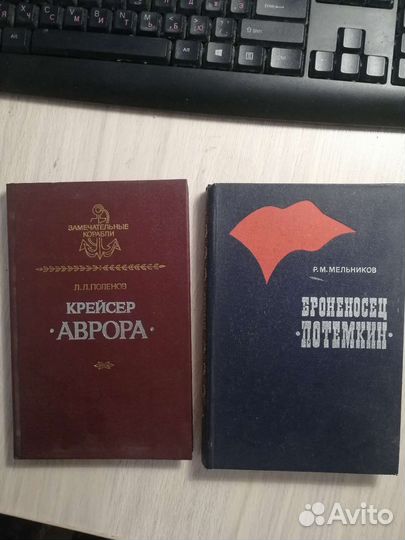 ЗАМЕЧАТЕЛЬНЫЕ
КОРАБЛИ
Л.Л.ПОЛЕНОВ
КРЕЙСЕР
·АВРОРА·
Р.М.МЕЛЬНИКОВ
БРОНЕНОСЕЦ
·ПОТЕМКИН·
Avito